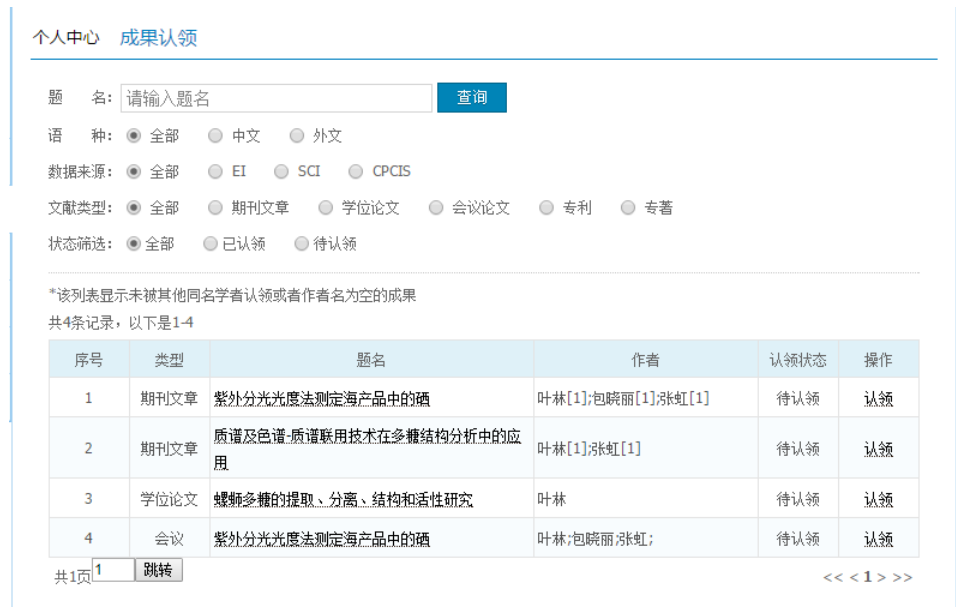 个人中心 成果认领
题 名: 请输入题名 查询
语 种: 全部 中文 外文
数据来源: 全部 EI SCI CPCIS
文献类型: 全部 期刊文章 学位论文 会议论文 专利 专著
状态筛选: 全部 已认领 待认领
*该列表显示未被其他同名学者认领或者作者名为空的成果
共4条记录，以下是1-4
序号 类型 题名 作者 认领状态 操作
1 期刊文章 紫外分光光度法测定海产品中的硒 叶林[1];包晓丽[1];张虹[1] 待认领 认领
2 期刊文章 质谱及色谱-质谱联用技术在多糖结构分析中的应 叶林[1];张虹[1] 待认领 认领
用
3 学位论文 螺蛳多糖的提取、分离、结构和活性研究 叶林 待认领 认领
4 会议 紫外分光光度法测定海产品中的硒 叶林;包晓丽;张虹; 待认领 认领
共1页 1 跳转 << < 1 > >>